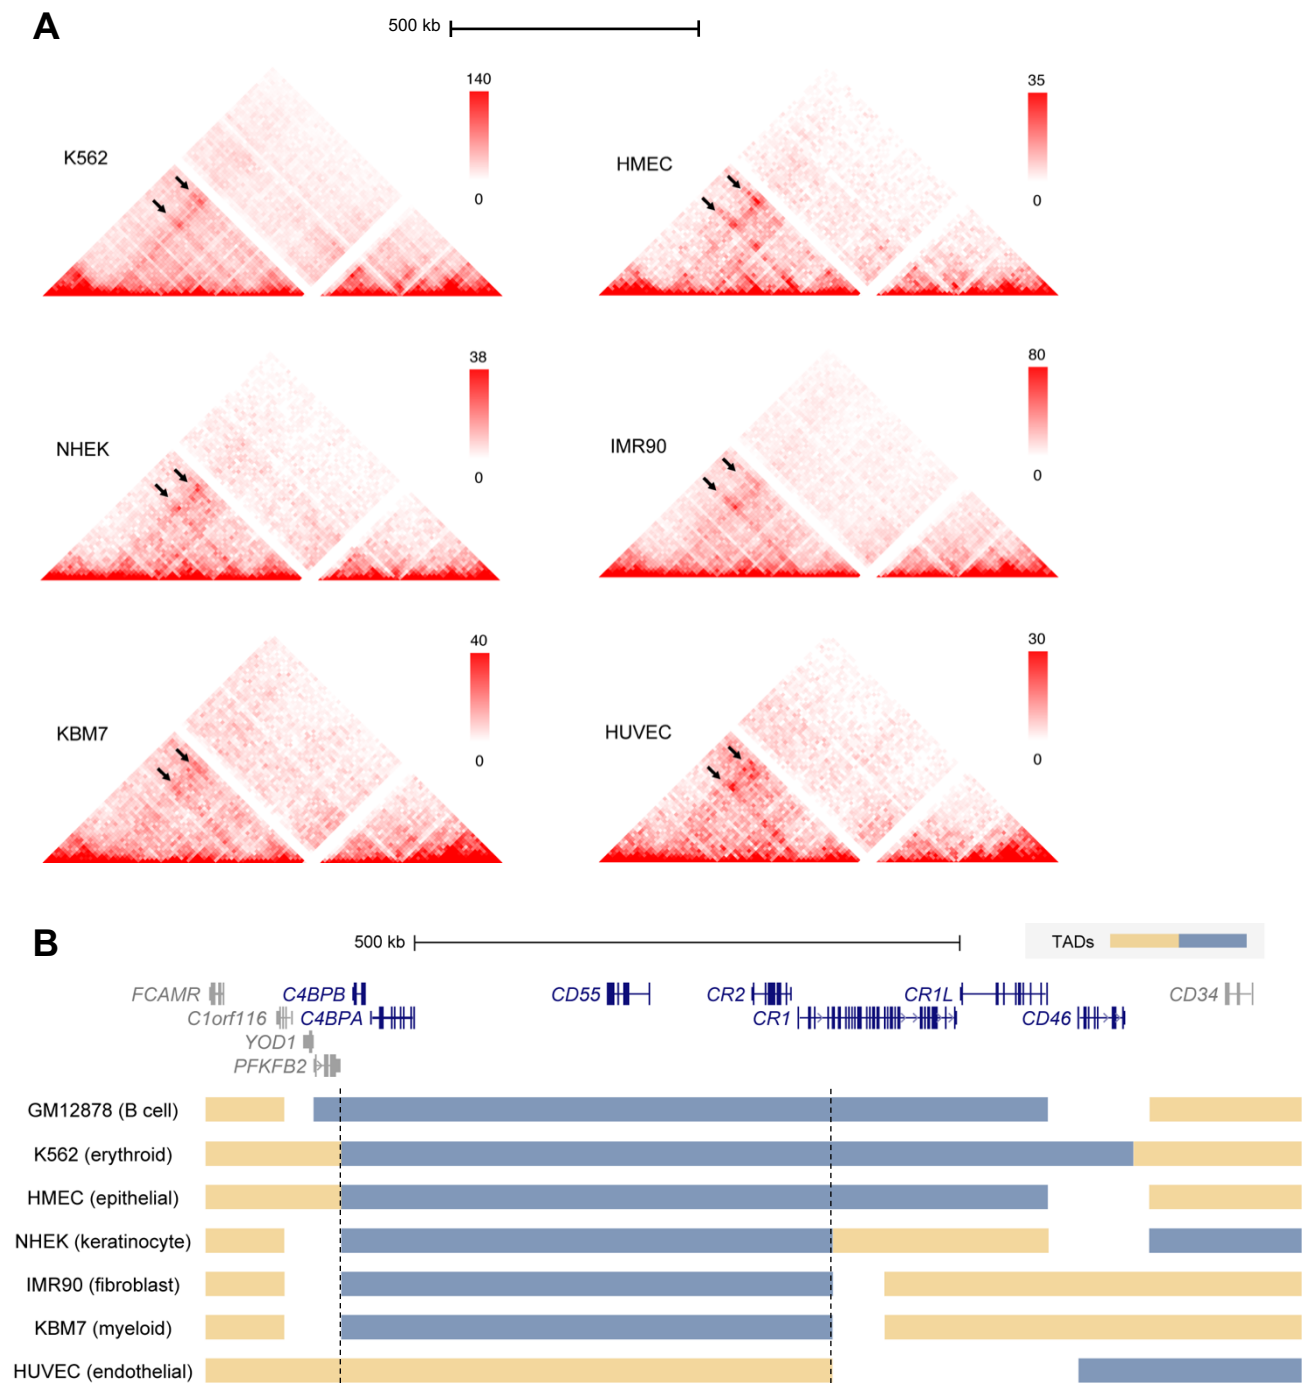 A
500 kb
140
K562
0
35
HMEC
0
38
NHEK
0
80
IMR90
0
40
KBM7
0
30
HUVEC
0
B
500 kb
TADs
FCAMR C4BPB CD55 CR2 CR1L CD34
C1orf116 C4BPA CR1 CD46
YOD1
PFKFB2
GM12878 (B cell)
K562 (erythroid)
HMEC (epithelial)
NHEK (keratinocyte)
IMR90 (fibroblast)
KBM7 (myeloid)
HUVEC (endothelial)